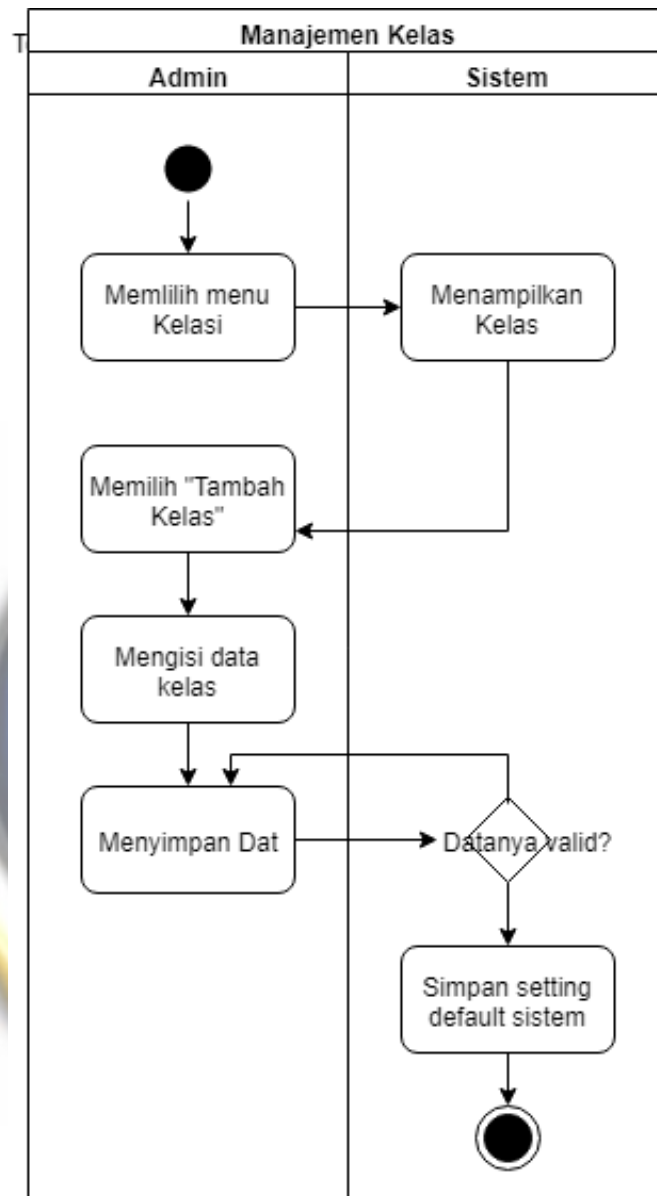 Manajemen Kelas
Admin
Sistem
Memlilih menu
Kelasi
Menampilkan
Kelas
Memilih "Tambah
Kelas"
Mengisi data
kelas
Menyimpan Dat
Datanya valid?
Simpan setting
default sistem